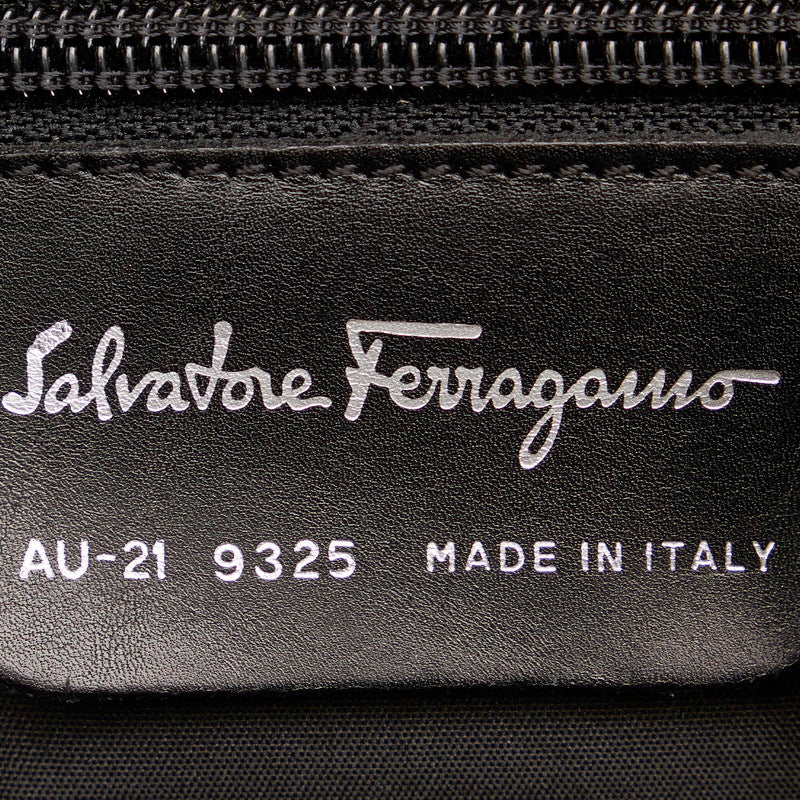 Salvatore Ferragamo
AU-21 9325 MADE IN ITALY